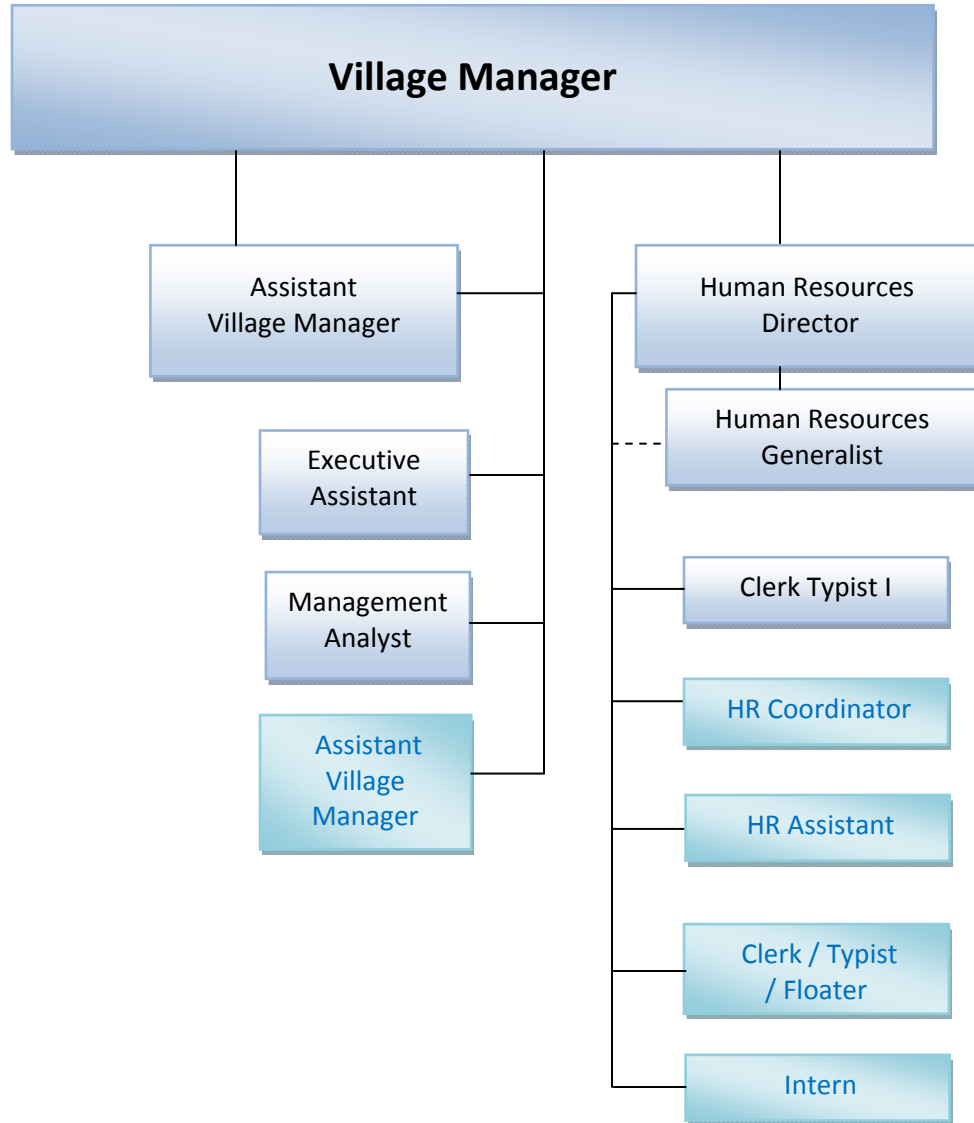 Village Manager
Assistant
Village Manager
Human Resources
Director
Human Resources
Generalist
Executive
Assistant
Management
Analyst
Assistant
Village
Manager
Clerk Typist I
HR Coordinator
HR Assistant
Clerk / Typist
/ Floater
Intern